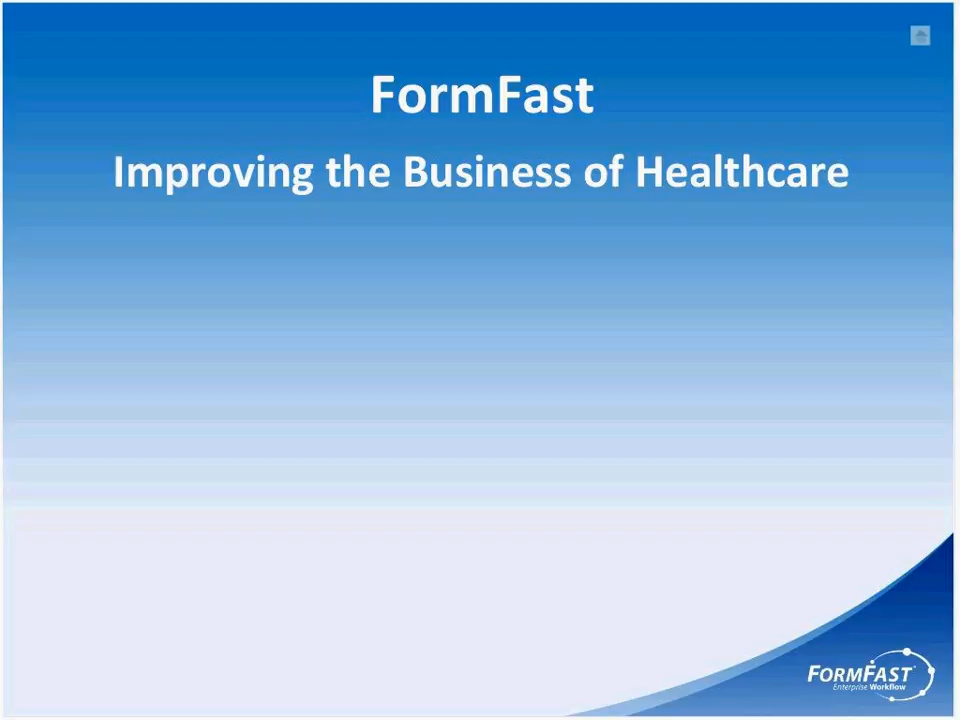 FormFast
Improving the Business of Healthcare
FORMFAST
Enterprise Workflow